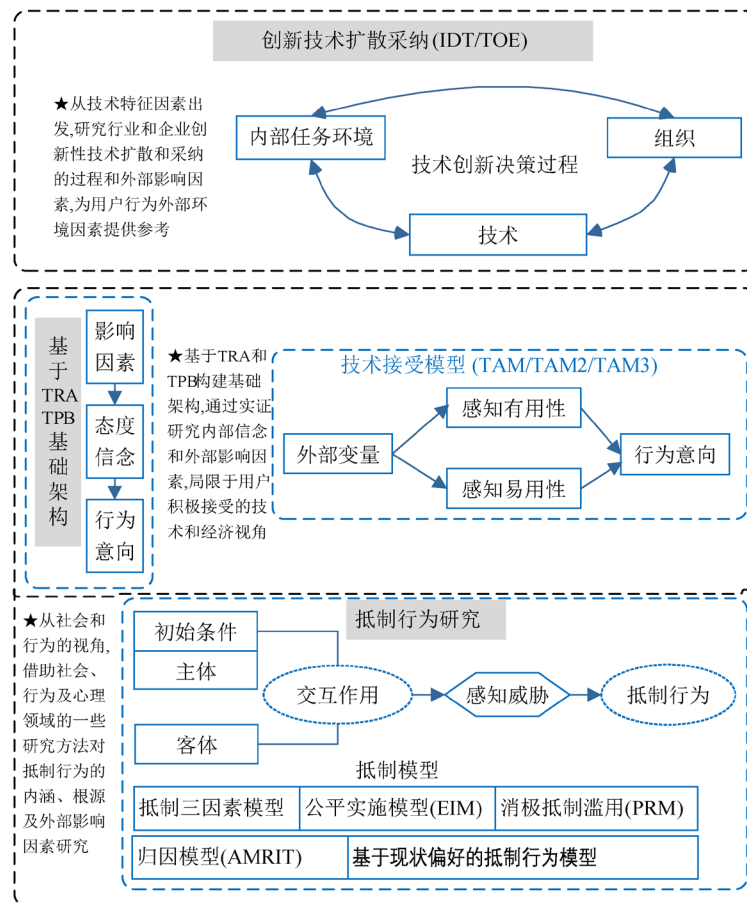 创新技术扩散采纳(IDT/TOE)
★从技术特征因素出
发,研究行业和企业创
新性技术扩散和采纳
的过程和外部影响因
素,为用户行为外部环
境因素提供参考
内部任务环境
组织
技术创新决策过程
技术
基于
TRA
TPB
基础架构
影响
因素
态度
信念
行为
意向
★基于TRA和
TPB构建基础
架构,通过实证
研究内部信念
和外部影响因
素,局限于用户
积极接受的技
术和经济视角
技术接受模型 (TAM/TAM2/TAM3)
外部变量
感知有用性
感知易用性
行为意向
★从社会和
行为的视角,
借助社会、
行为及心理
领域的一些
研究方法对
抵制行为的
内涵、根源
及外部影响
因素研究
抵制行为研究
初始条件
主体
客体
交互作用
感知威胁
抵制行为
抵制模型
抵制三因素模型
公平实施模型(EIM)
消极抵制滥用(PRM)
归因模型(AMRIT)
基于现状偏好的抵制行为模型